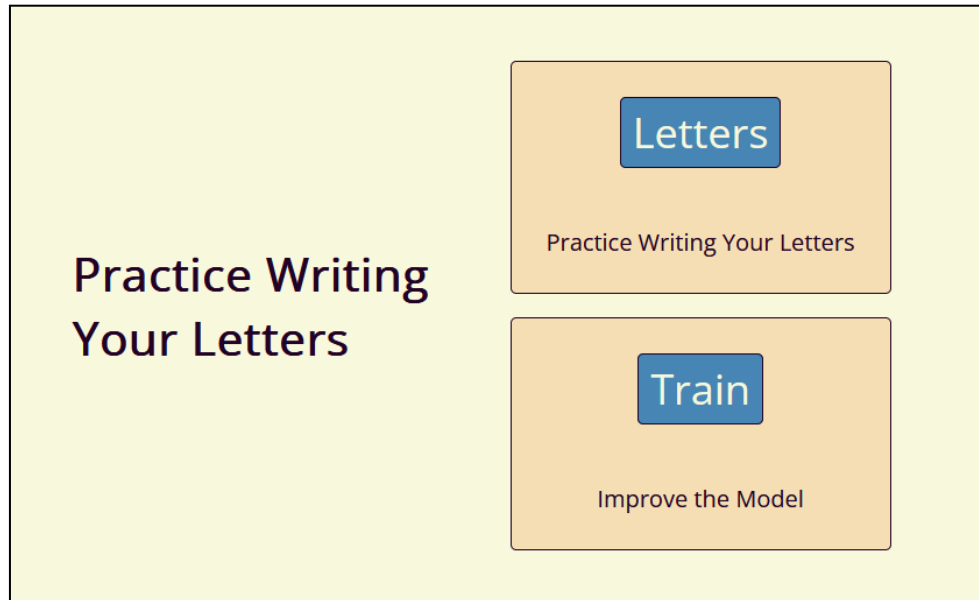 Practice Writing
Your Letters
Letters
Practice Writing Your Letters
Train
Improve the Model